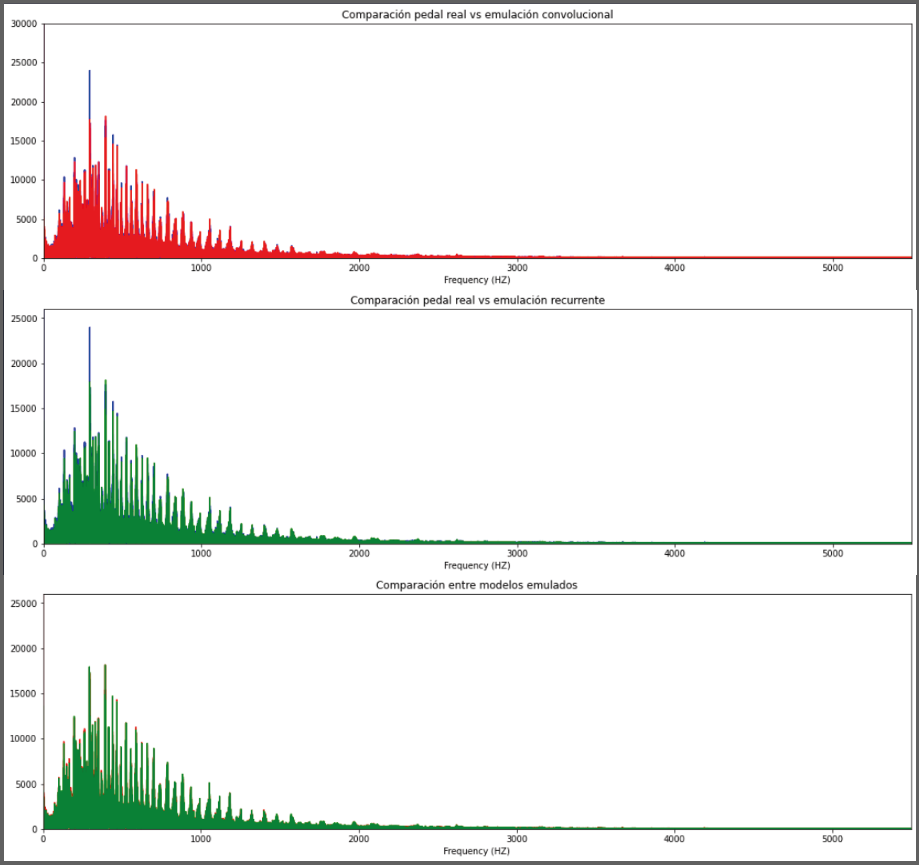 Comparación pedal real vs emulación convolucional
30000
25000
20000
15000
10000
5000
0
0 1000 2000 3000 4000 5000
Frequency (HZ)
Comparación pedal real vs emulación recurrente
25000
20000
15000
10000
5000
0
0 1000 2000 3000 4000 5000
Frequency (HZ)
Comparación entre modelos emulados
25000
20000
15000
10000
5000
0
0 1000 2000 3000 4000 5000
Frequency (HZ)